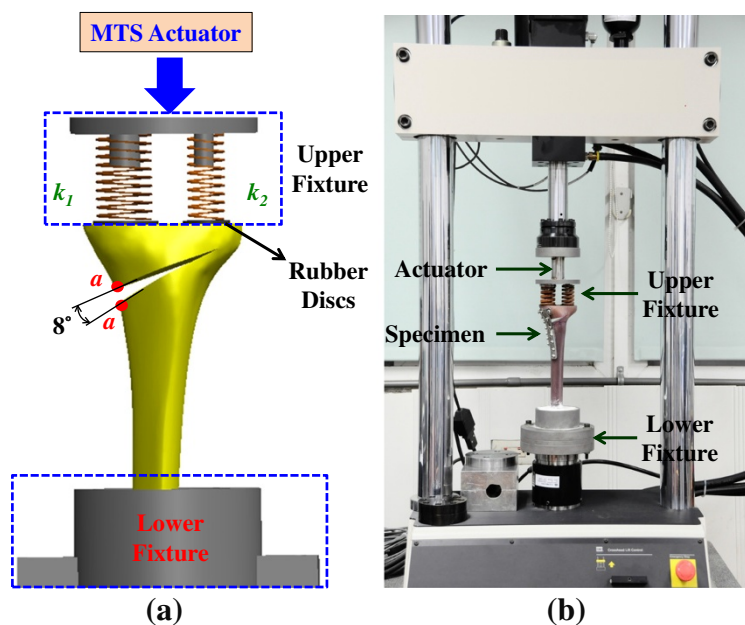 MTS Actuator
Upper
Fixture
k1
k2
Rubber
Discs
a
a
8°
Lower
Fixture
(a)
Actuator
Upper
Fixture
Specimen
Lower
Fixture
(b)